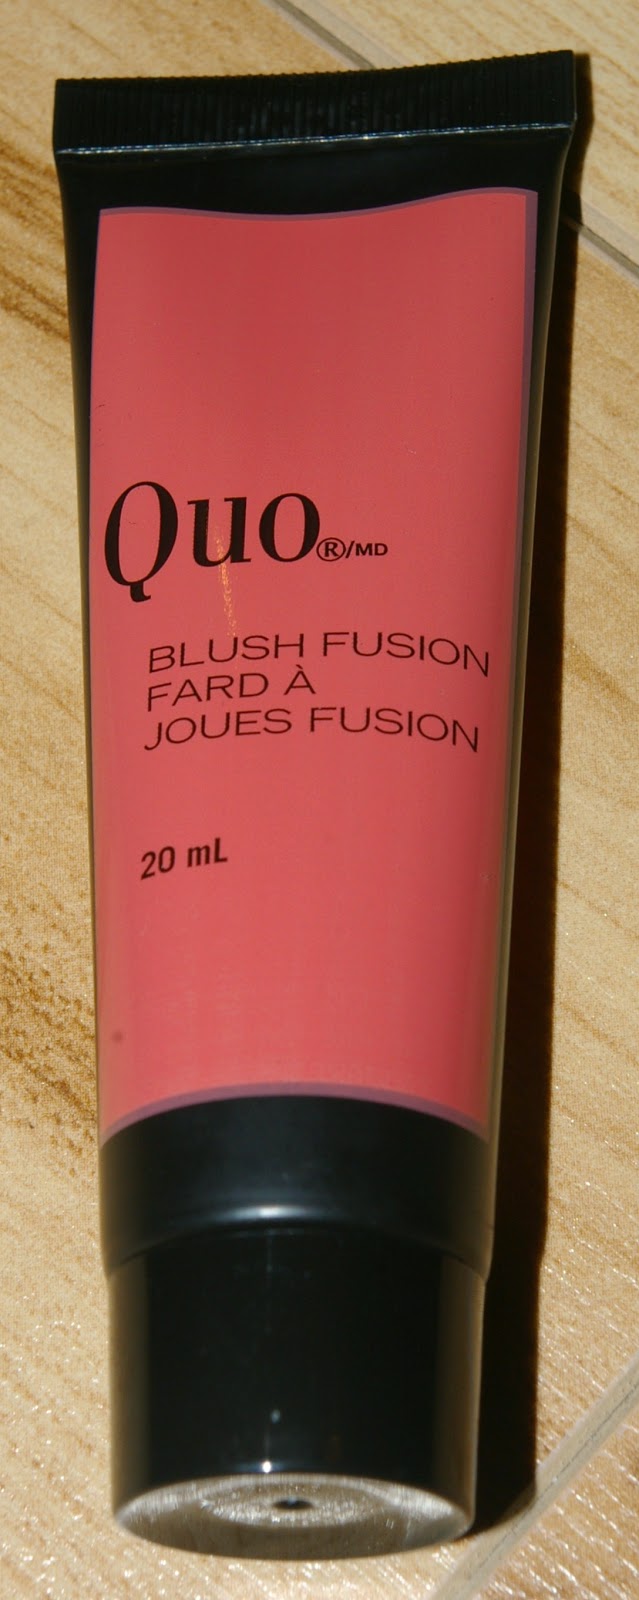 Quo®/MD
BLUSH FUSION
FARD À
JOUES FUSION
20 mL